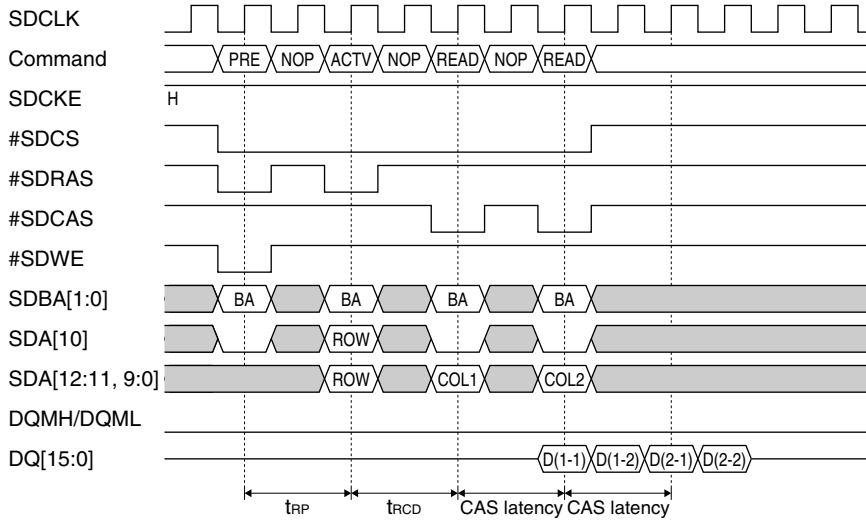 SDCLK
Command PRE NOP ACTV NOP READ NOP READ
SDCKE H
#SDCS
#SDRAS
#SDCAS
#SDWE
SDBA[1:0] BA BA BA BA
SDA[10] ROW
SDA[12:11, 9:0] ROW COL1 COL2
DQMH/DQML
DQ[15:0] D(1-1) D(1-2) D(2-1) D(2-2)
tRP tRCD CAS latency CAS latency